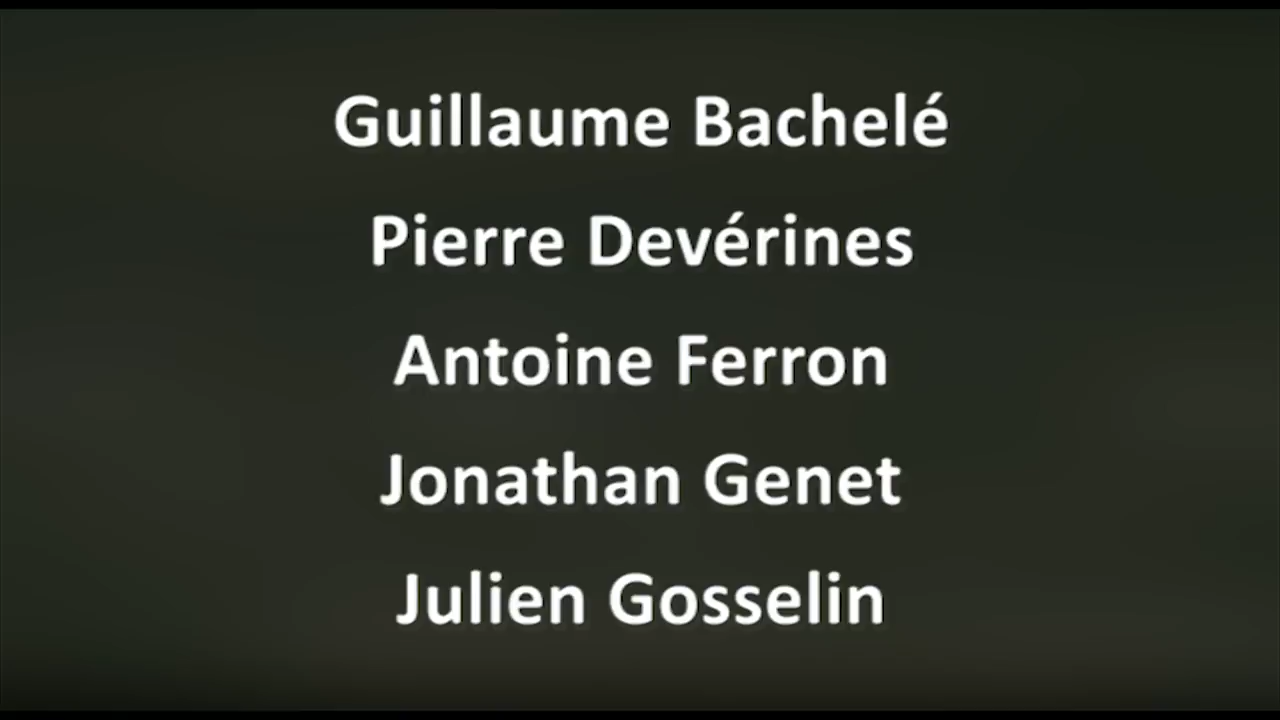 Guillaume Bachelé
Pierre Devérines
Antoine Ferron
Jonathan Genet
Julien Gosselin